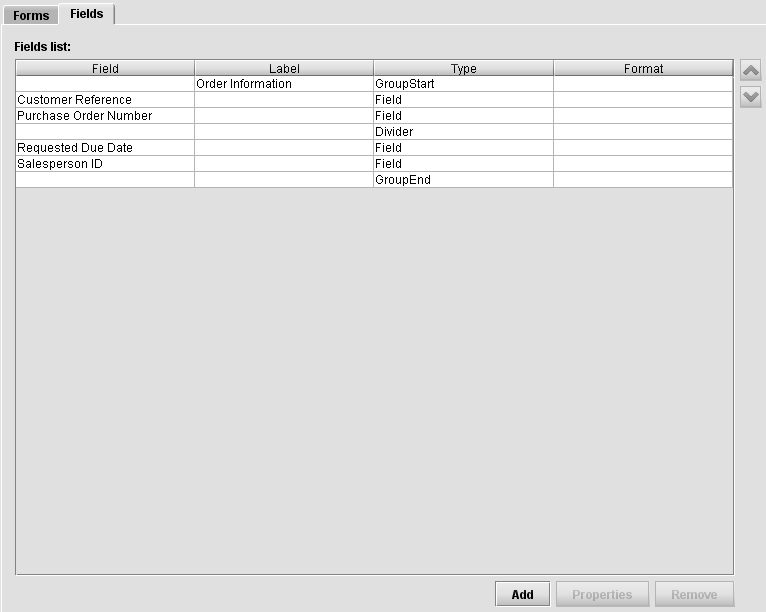 Forms Fields
Fields list:
Field Label Type Format
Order Information GroupStart
Customer Reference Field
Purchase Order Number Field
Divider
Requested Due Date Field
Salesperson ID Field
GroupEnd
Add Properties Remove